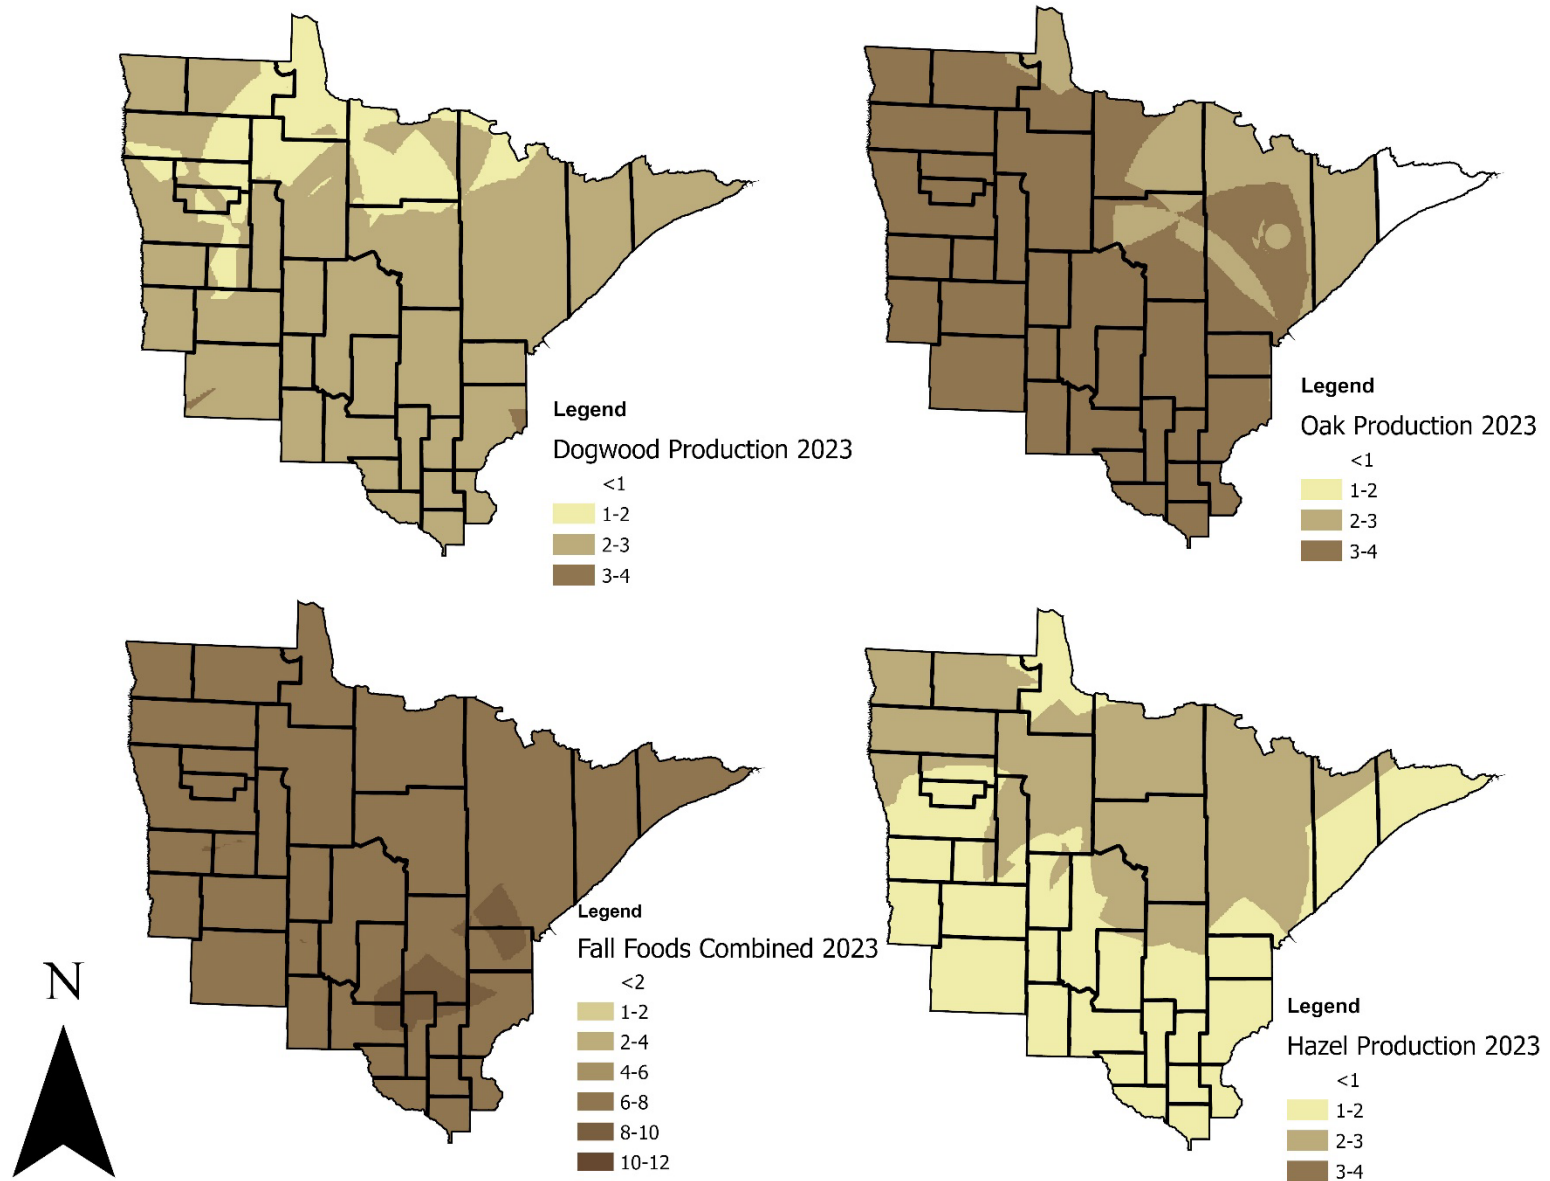 Legend
Dogwood Production 2023
<1
1-2
2-3
3-4
Legend
Oak Production 2023
<1
1-2
2-3
3-4
N
Legend
Fall Foods Combined 2023
<2
1-2
2-4
4-6
6-8
8-10
10-12
Legend
Hazel Production 2023
<1
1-2
2-3
3-4